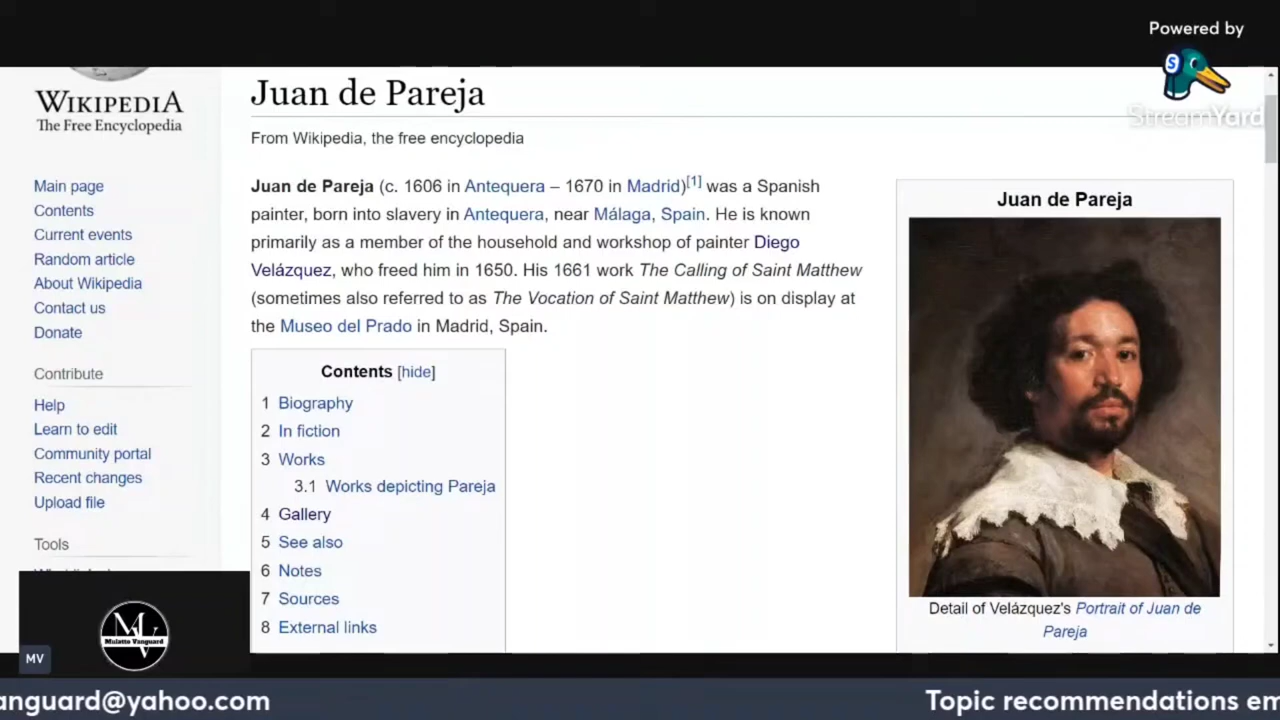 Powered by
StreamYard
WIKIPEDIA
The Free Encyclopedia
Main page
Contents
Current events
Random article
About Wikipedia
Contact us
Donate
Contribute
Help
Learn to edit
Community portal
Recent changes
Upload file
Tools
Juan de Pareja
From Wikipedia, the free encyclopedia
Juan de Pareja (c. 1606 in Antequera – 1670 in Madrid)[1] was a Spanish
painter, born into slavery in Antequera, near Málaga, Spain. He is known
primarily as a member of the household and workshop of painter Diego
Velázquez, who freed him in 1650. His 1661 work The Calling of Saint Matthew
(sometimes also referred to as The Vocation of Saint Matthew) is on display at
the Museo del Prado in Madrid, Spain.
Contents [hide]
1 Biography
2 In fiction
3 Works
3.1 Works depicting Pareja
4 Gallery
5 See also
6 Notes
7 Sources
8 External links
Juan de Pareja
Detail of Velázquez's Portrait of Juan de
Pareja
MV
Mulatto Vanguard
MV
anguard@yahoo.com
Topic recommendations em